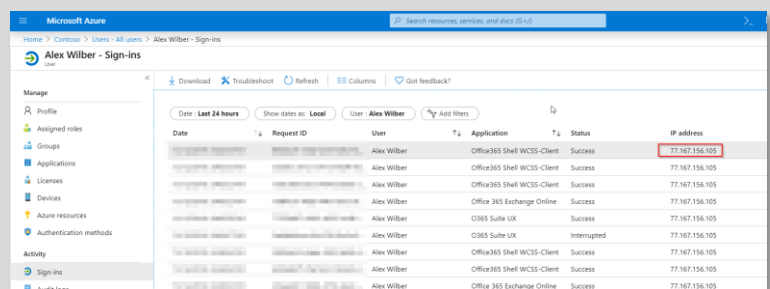 Microsoft Azure
Search resources, services, and docs (G+/)
Home > Contoso > Users - All users > Alex Wilber - Sign-ins
Alex Wilber - Sign-ins
User
Download Troubleshoot Refresh Columns Got feedback?
Manage
Profile
Assigned roles
Groups
Applications
Licenses
Devices
Azure resources
Authentication methods
Activity
Sign-ins
Audit logs
Date : Last 24 hours Show dates as: Local User : Alex Wilber Add filters
Date Request ID User Application Status IP address
Alex Wilber Office365 Shell WCSS-Client Success 77.167.156.105
Alex Wilber Office365 Shell WCSS-Client Success 77.167.156.105
Alex Wilber Office365 Shell WCSS-Client Success 77.167.156.105
Alex Wilber Office 365 Exchange Online Success 77.167.156.105
Alex Wilber O365 Suite UX Success 77.167.156.105
Alex Wilber O365 Suite UX Interrupted 77.167.156.105
Alex Wilber Office365 Shell WCSS-Client Success 77.167.156.105
Alex Wilber Office365 Shell WCSS-Client Success 77.167.156.105
Alex Wilber Office 365 Exchange Online Success 77.167.156.105